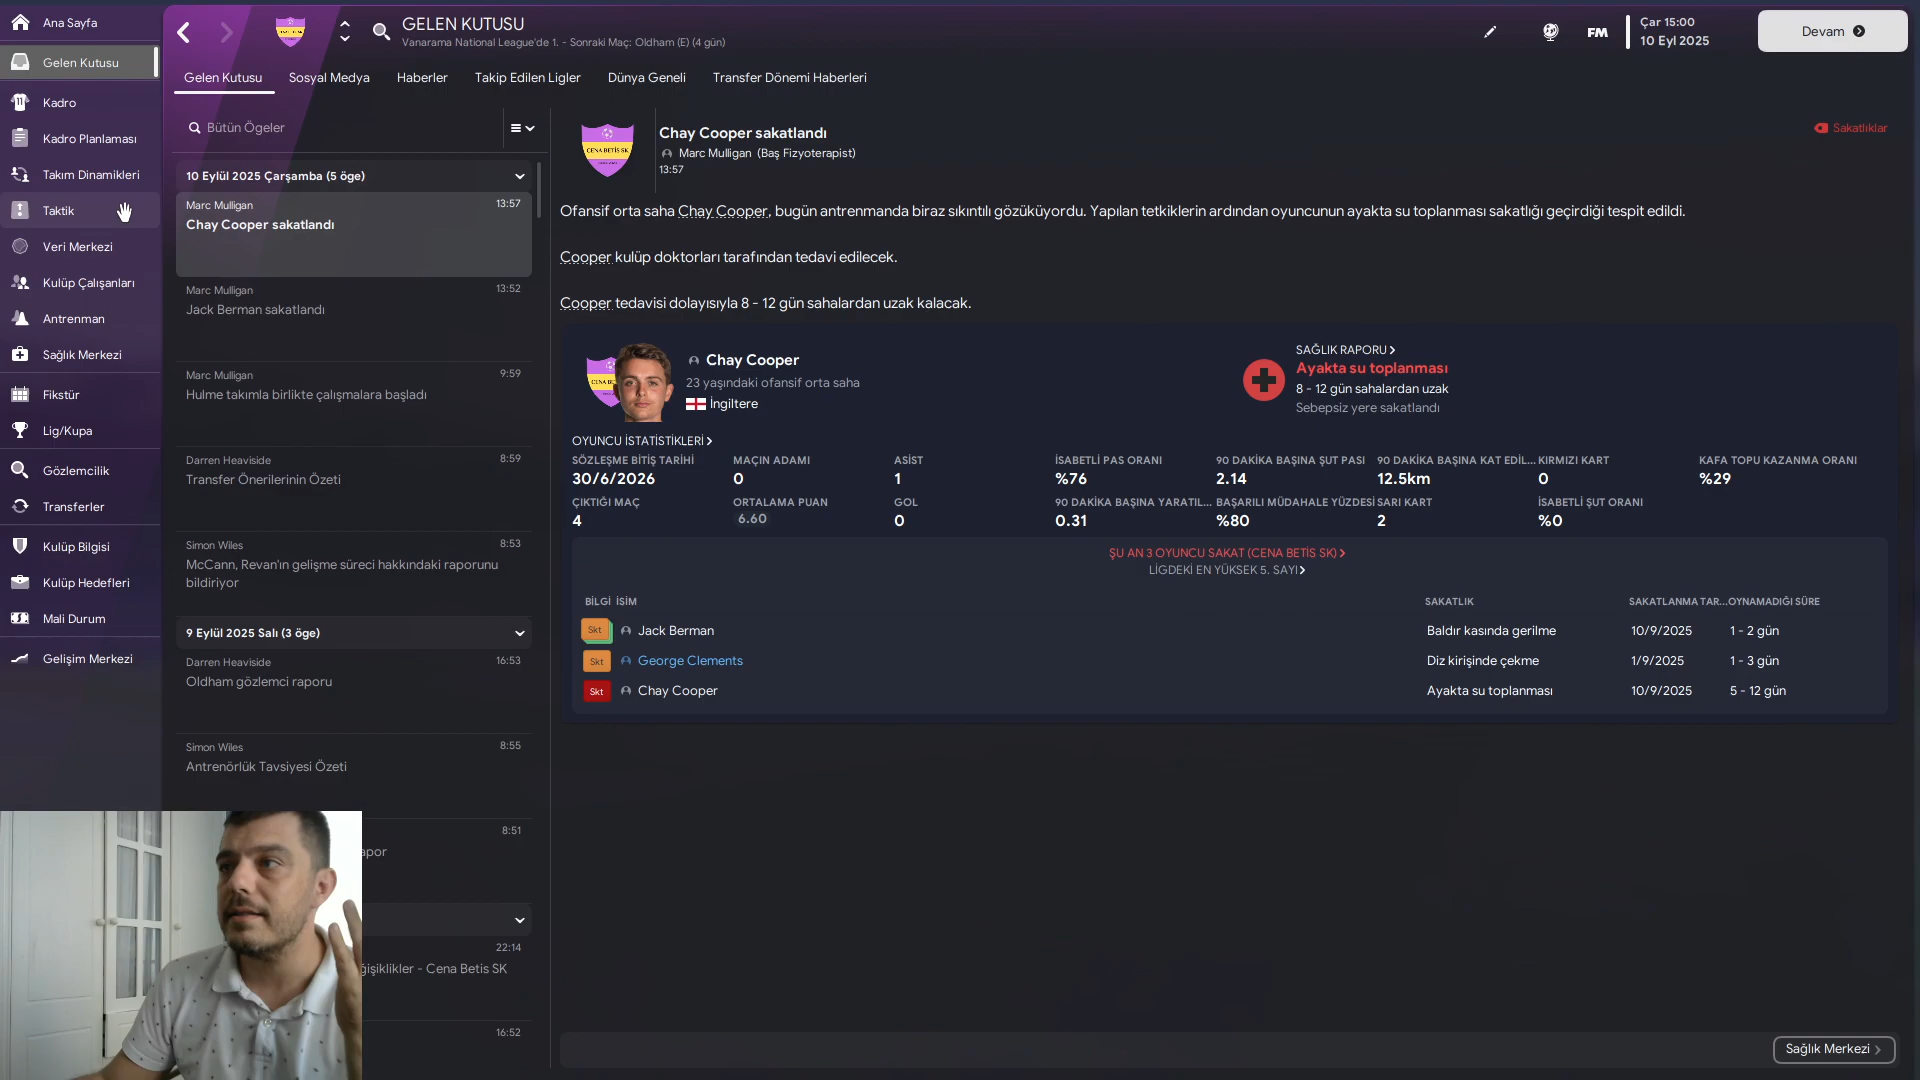 Ana Sayfa
Gelen Kutusu
Kadro
Kadro Planlaması
Takım Dinamikleri
Taktik
Veri Merkezi
Kulüp Çalışanları
Antrenman
Sağlık Merkezi
Fikstür
Lig/Kupa
Gözlemcilik
Transferler
Kulüp Bilgisi
Kulüp Hedefleri
Mali Durum
Gelişim Merkezi
GELEN KUTUSU
Vanarama National League'de 1. - Sonraki Maç: Oldham (E) (4 gün)
FM
Çar 15:00
10 Eyl 2025
Devam
Gelen Kutusu Sosyal Medya Haberler Takip Edilen Ligler Dünya Geneli Transfer Dönemi Haberleri
Bütün Ögeler
10 Eylül 2025 Çarşamba (5 öge)
Marc Mulligan 13:57
Chay Cooper sakatlandı
Marc Mulligan 13:52
Jack Berman sakatlandı
Marc Mulligan 9:59
Hulme takımla birlikte çalışmalara başladı
Darren Heaviside 8:59
Transfer Önerilerinin Özeti
Simon Wiles 8:53
McCann, Revan'ın gelişme süreci hakkındaki raporunu
bildiriyor
9 Eylül 2025 Salı (3 öge)
Darren Heaviside 16:53
Oldham gözlemci raporu
Simon Wiles 8:55
Antrenörlük Tavsiyesi Özeti
8:51
apor
22:14
ğişiklikler - Cena Betis SK
16:52
CENA BETİS SK
Chay Cooper sakatlandı
Marc Mulligan (Baş Fizyoterapist)
13:57
Sakatlıklar
Ofansif orta saha Chay Cooper, bugün antrenmanda biraz sıkıntılı gözüküyordu. Yapılan tetkiklerin ardından oyuncunun ayakta su toplanması sakatlığı geçirdiği tespit edildi.
Cooper kulüp doktorları tarafından tedavi edilecek.
Cooper tedavisi dolayısıyla 8 - 12 gün sahalardan uzak kalacak.
Chay Cooper
23 yaşındaki ofansif orta saha
İngiltere
SAĞLIK RAPORU
Ayakta su toplanması
8 - 12 gün sahalardan uzak
Sebepsiz yere sakatlandı
OYUNCU İSTATİSTİKLERİ
SÖZLEŞME BİTİŞ TARİHİ MAÇIN ADAMI ASİST İSABETLİ PAS ORANI 90 DAKİKA BAŞINA ŞUT PASI 90 DAKİKA BAŞINA KAT EDİL... KIRMIZI KART KAFA TOPU KAZANMA ORANI
30/6/2026 0 1 %76 2.14 12.5km 0 %29
ÇIKTIĞI MAÇ ORTALAMA PUAN GOL 90 DAKİKA BAŞINA YARATIL... BAŞARILI MÜDAHALE YÜZDESİ SARI KART İSABETLİ ŞUT ORANI
4 6.60 0 0.31 %80 2 %0
ŞU AN 3 OYUNCU SAKAT (CENA BETİS SK)
LİGDEKİ EN YÜKSEK 5. SAYI
BİLGİ İSİM SAKATLIK SAKATLANMA TAR... OYNAMADIĞI SÜRE
Skt Jack Berman Baldır kasında gerilme 10/9/2025 1 - 2 gün
Skt George Clements Diz kirişinde çekme 1/9/2025 1 - 3 gün
Skt Chay Cooper Ayakta su toplanması 10/9/2025 5 - 12 gün
Sağlık Merkezi